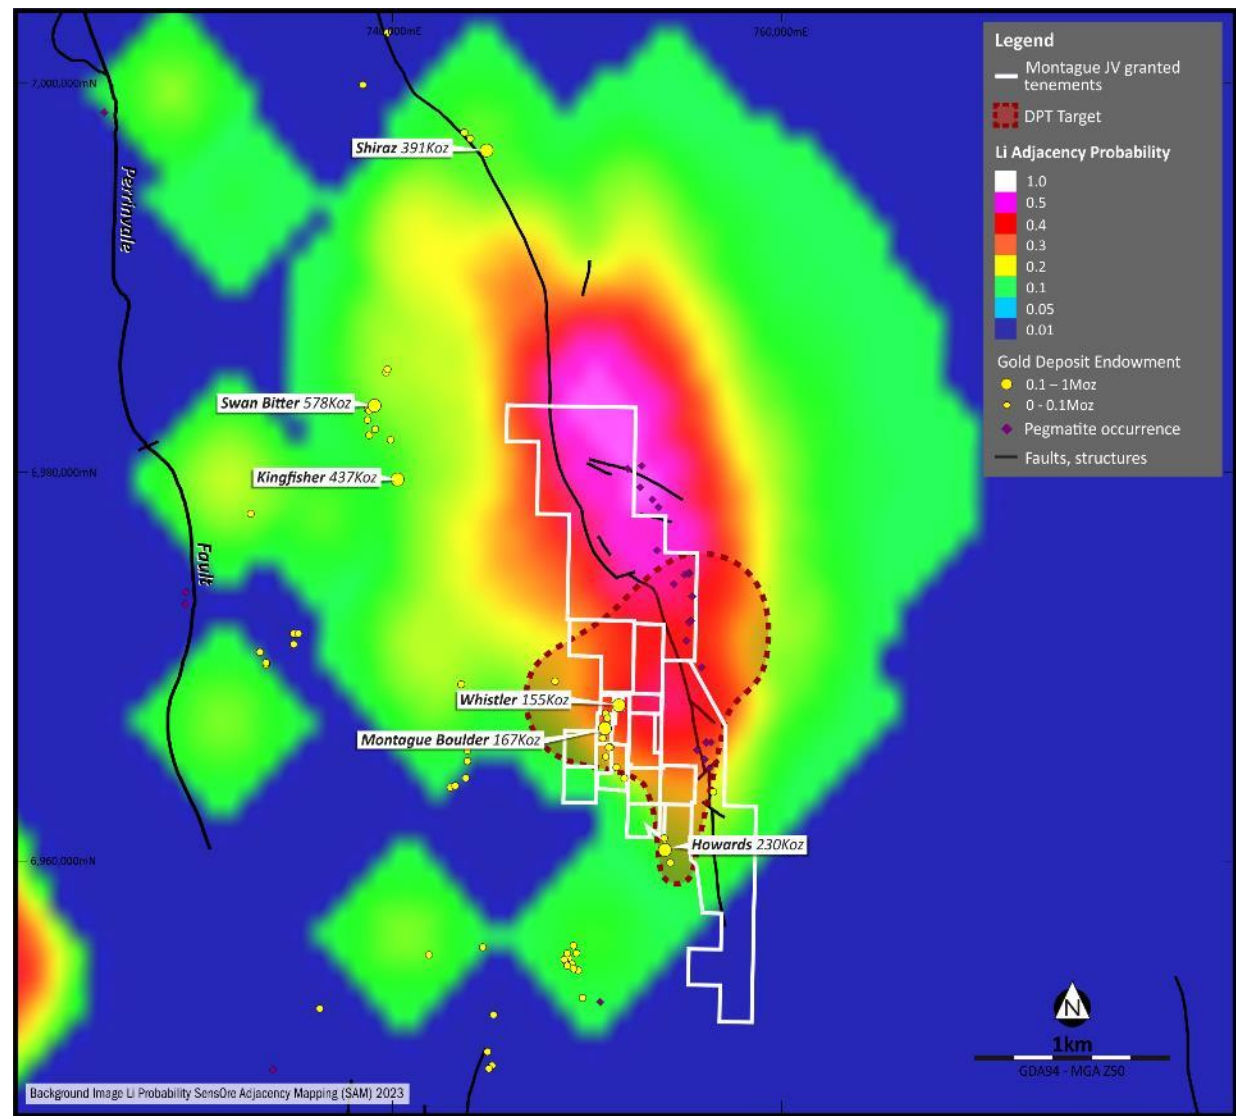 740,000mE
760,000mE
7,000,000mN
Legend
Montague JV granted
tenements
DPT Target
Li Adjacency Probability
1.0
0.5
0.4
0.3
0.2
0.1
0.05
0.01
Gold Deposit Endowment
0.1 – 1Moz
0 - 0.1Moz
Pegmatite occurrence
Faults, structures
Shiraz 391Koz
Perrinvale
Swan Bitter 578Koz
6,980,000mN
Kingfisher 437Koz
Fault
Whistler 155Koz
Montague Boulder 167Koz
Howards 230Koz
6,960,000mN
N
1km
GDA94 - MGA Z50
Background Image Li Probability SensOre Adjacency Mapping (SAM) 2023